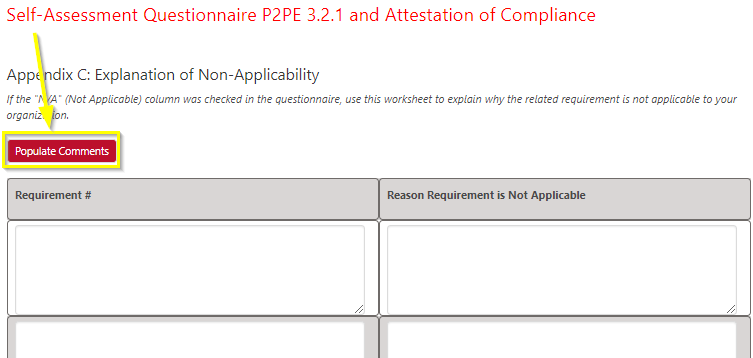 Self-Assessment Questionnaire P2PE 3.2.1 and Attestation of Compliance
Appendix C: Explanation of Non-Applicability
If the "N/A" (Not Applicable) column was checked in the questionnaire, use this worksheet to explain why the related requirement is not applicable to your
organization.
Populate Comments
Requirement #
Reason Requirement is Not Applicable